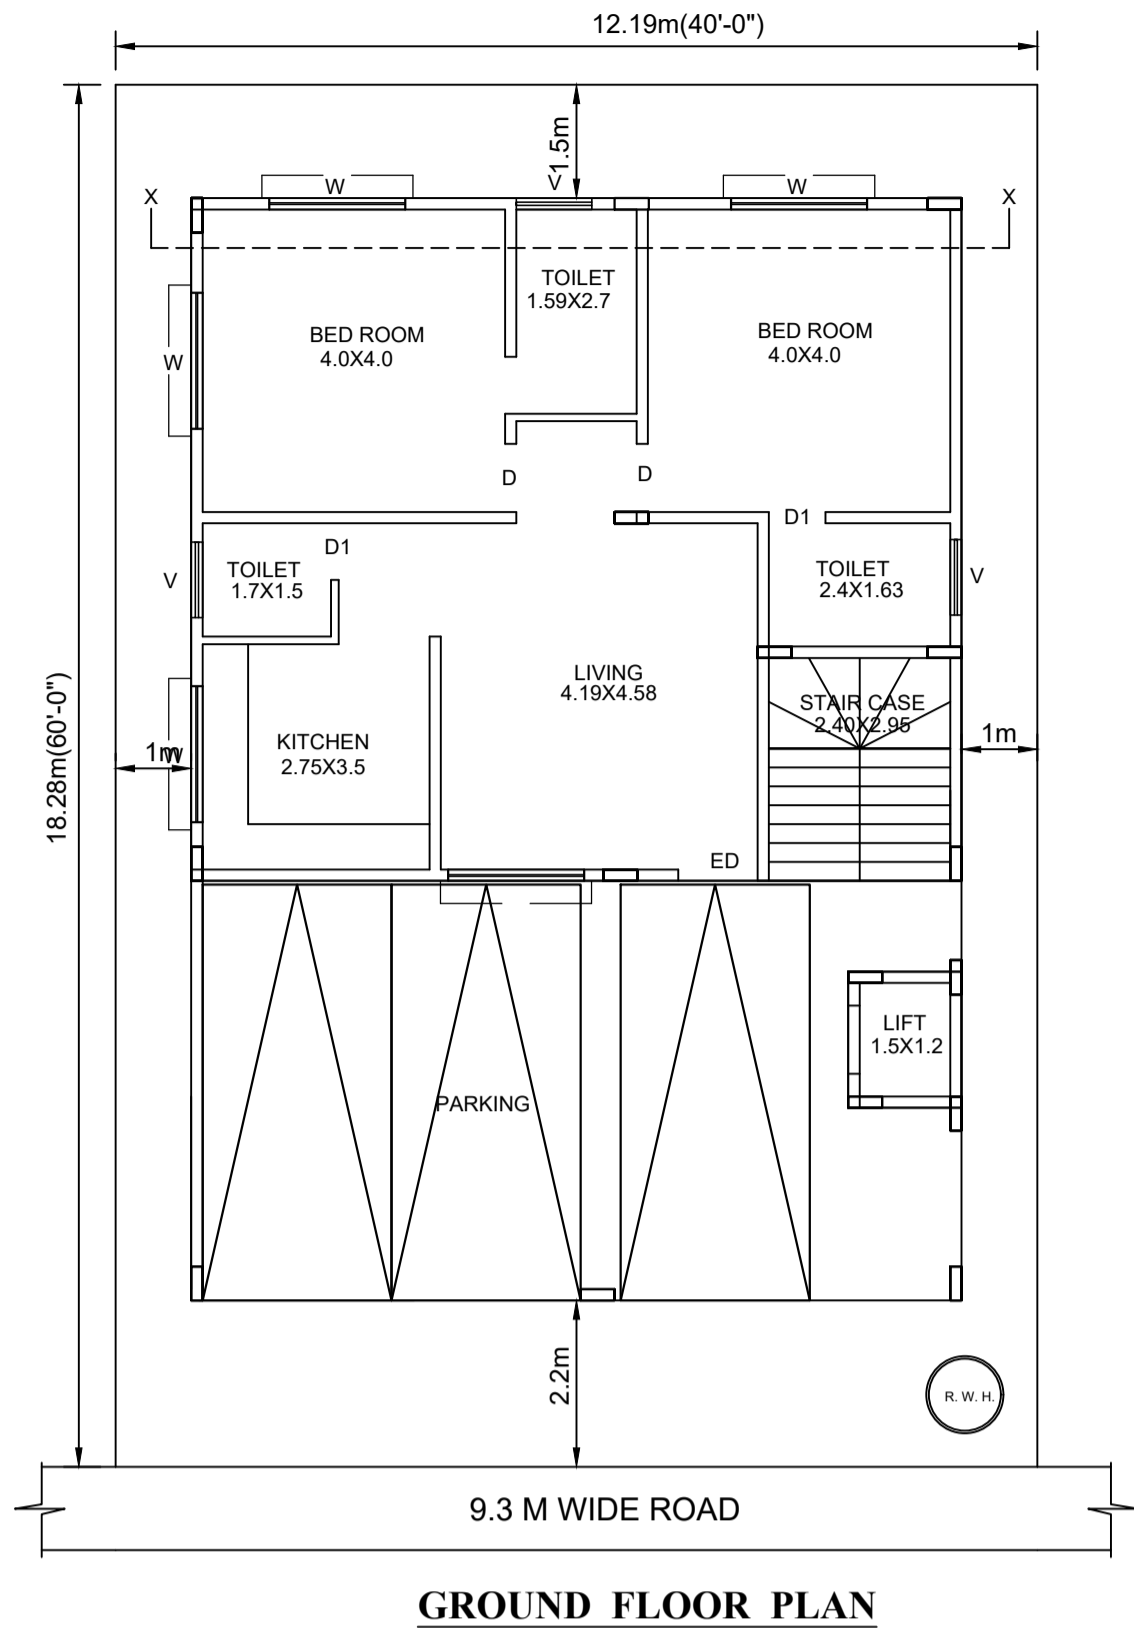 12.19m(40'-0")
1.5m
V
W
W
X
X
TOILET
1.59X2.7
BED ROOM
4.0X4.0
BED ROOM
4.0X4.0
W
D
D
D1
D1
TOILET
1.7X1.5
TOILET
2.4X1.63
V
V
LIVING
4.19X4.58
STAIR CASE
2.40X2.95
18.28m(60'-0")
1m
W
1m
KITCHEN
2.75X3.5
ED
LIFT
1.5X1.2
PARKING
2.2m
R. W. H.
9.3 M WIDE ROAD
GROUND FLOOR PLAN